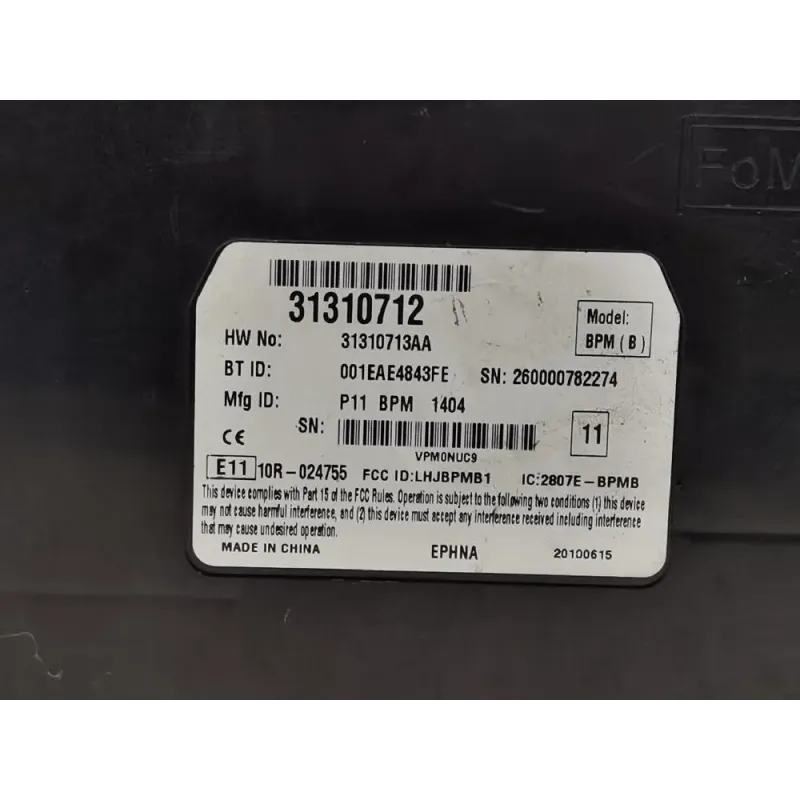 FoM
31310712
Model:
BPM (B)
HW No: 31310713AA
BT ID: 001EAE4843FE SN: 260000782274
Mfg ID: P11 BPM 1404
SN:
11
VPM0NUC9
CE
E11 10R-024755 FCC ID:LHJBPMB1 IC:2807E-BPMB
This device complies with Part 15 of the FCC Rules. Operation is subject to the following two conditions (1) this device
may not cause harmful interference, and (2) this device must accept any interference received including interference
that may cause undesired operation.
MADE IN CHINA EPHNA 20100615